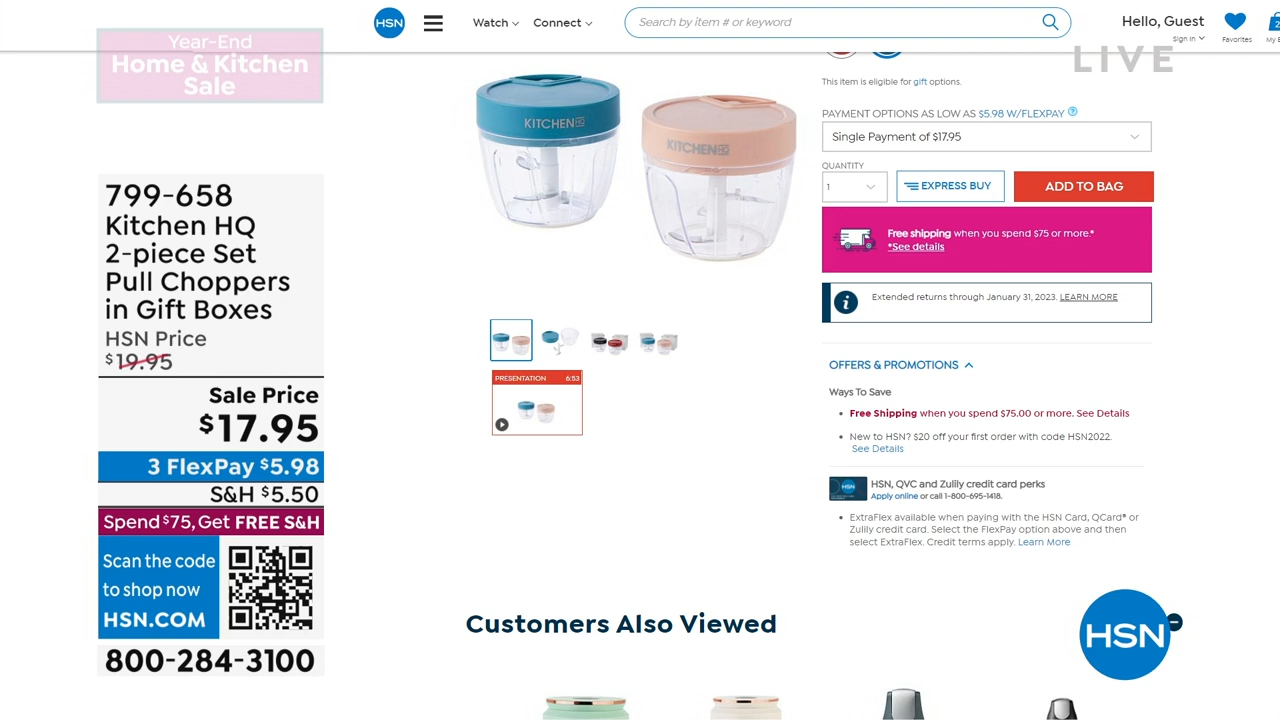 Year-End
Home & Kitchen
Sale
799-658
Kitchen HQ
2-piece Set
Pull Choppers
in Gift Boxes
HSN Price
$19.95
Sale Price
$17.95
3 FlexPay $5.98
S&H $5.50
Spend $75, Get FREE S&H
Scan the code
to shop now
HSN.COM
800-284-3100
HSN
Watch
Connect
Search by item # or keyword
Hello, Guest
Sign In
Favorites
2
LIVE
KITCHEN HQ
KITCHEN HQ
PRESENTATION 6:53
This item is eligible for gift options.
PAYMENT OPTIONS AS LOW AS $5.98 W/FLEXPAY ?
Single Payment of $17.95
QUANTITY
1
EXPRESS BUY
ADD TO BAG
Free shipping when you spend $75 or more.*
*See details
i
Extended returns through January 31, 2023. LEARN MORE
OFFERS & PROMOTIONS
Ways To Save
• Free Shipping when you spend $75.00 or more. See Details
• New to HSN? $20 off your first order with code HSN2022.
See Details
HSN
HSN, QVC and Zulily credit card perks
Apply online or call 1-800-695-1418.
• ExtraFlex available when paying with the HSN Card, QCard® or
Zulily credit card. Select the FlexPay option above and then
select ExtraFlex. Credit terms apply. Learn More
Customers Also Viewed
HSN